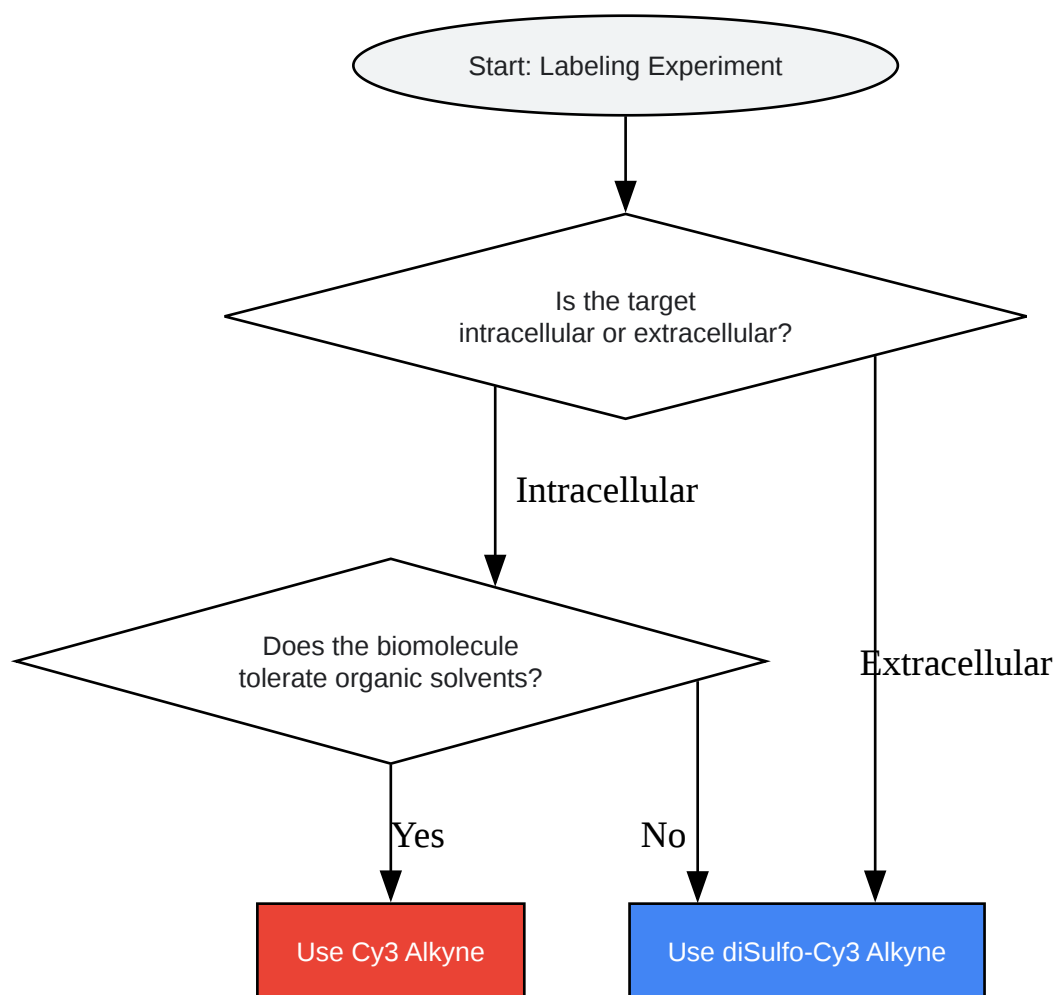 Start: Labeling Experiment
Is the target
intracellular or extracellular?
Intracellular
Does the biomolecule
tolerate organic solvents?
Extracellular
Yes
No
Use Cy3 Alkyne
Use diSulfo-Cy3 Alkyne